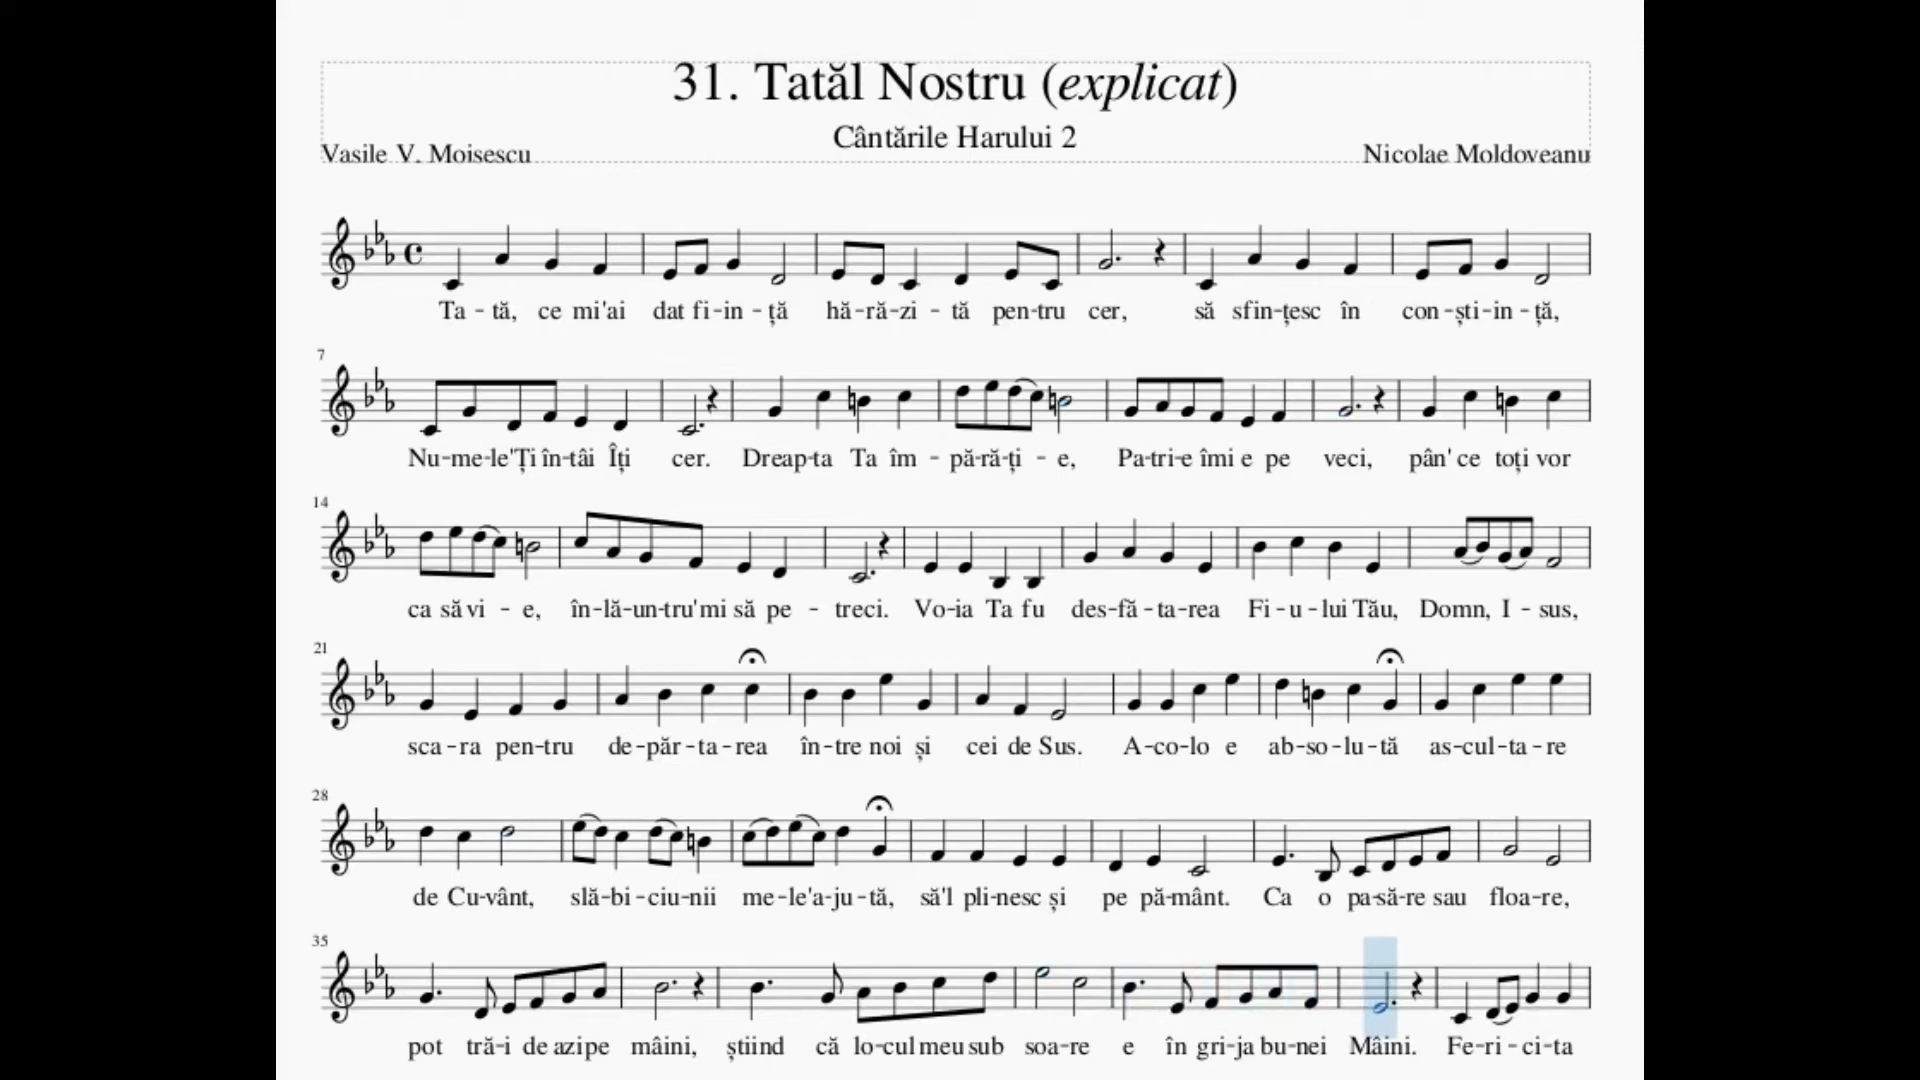 31. Tatăl Nostru (explicat)
Cântările Harului 2
Vasile V. Moisescu
Nicolae Moldoveanu
Ta - tă, ce mi'ai dat fi-in - ță hă-ră-zi - tă pen-tru cer, să sfin-țesc în con-ști-in-ță,
7
Nu-me-le'Ți în-tâi Îți cer. Dreap-ta Ta îm - pă-ră-ți - e, Pa-tri-e îmi e pe veci, pân' ce toți vor
14
ca să vi - e, în-lă-un-tru'mi să pe - treci. Vo-ia Ta fu des-fă-ta-rea Fi-u-lui Tău, Domn, I - sus,
21
sca-ra pen-tru de-păr-ta-rea în-tre noi și cei de Sus. A-co-lo e ab-so-lu-tă as-cul-ta-re
28
de Cu-vânt, slă-bi-ciu-nii me-le'a-ju-tă, să'l pli-nesc și pe pă-mânt. Ca o pa-să-re sau floa-re,
35
pot tră-i de azi pe mâini, știind că lo-cul meu sub soa-re e în gri-ja bu-nei Mâini. Fe-ri-ci-ta